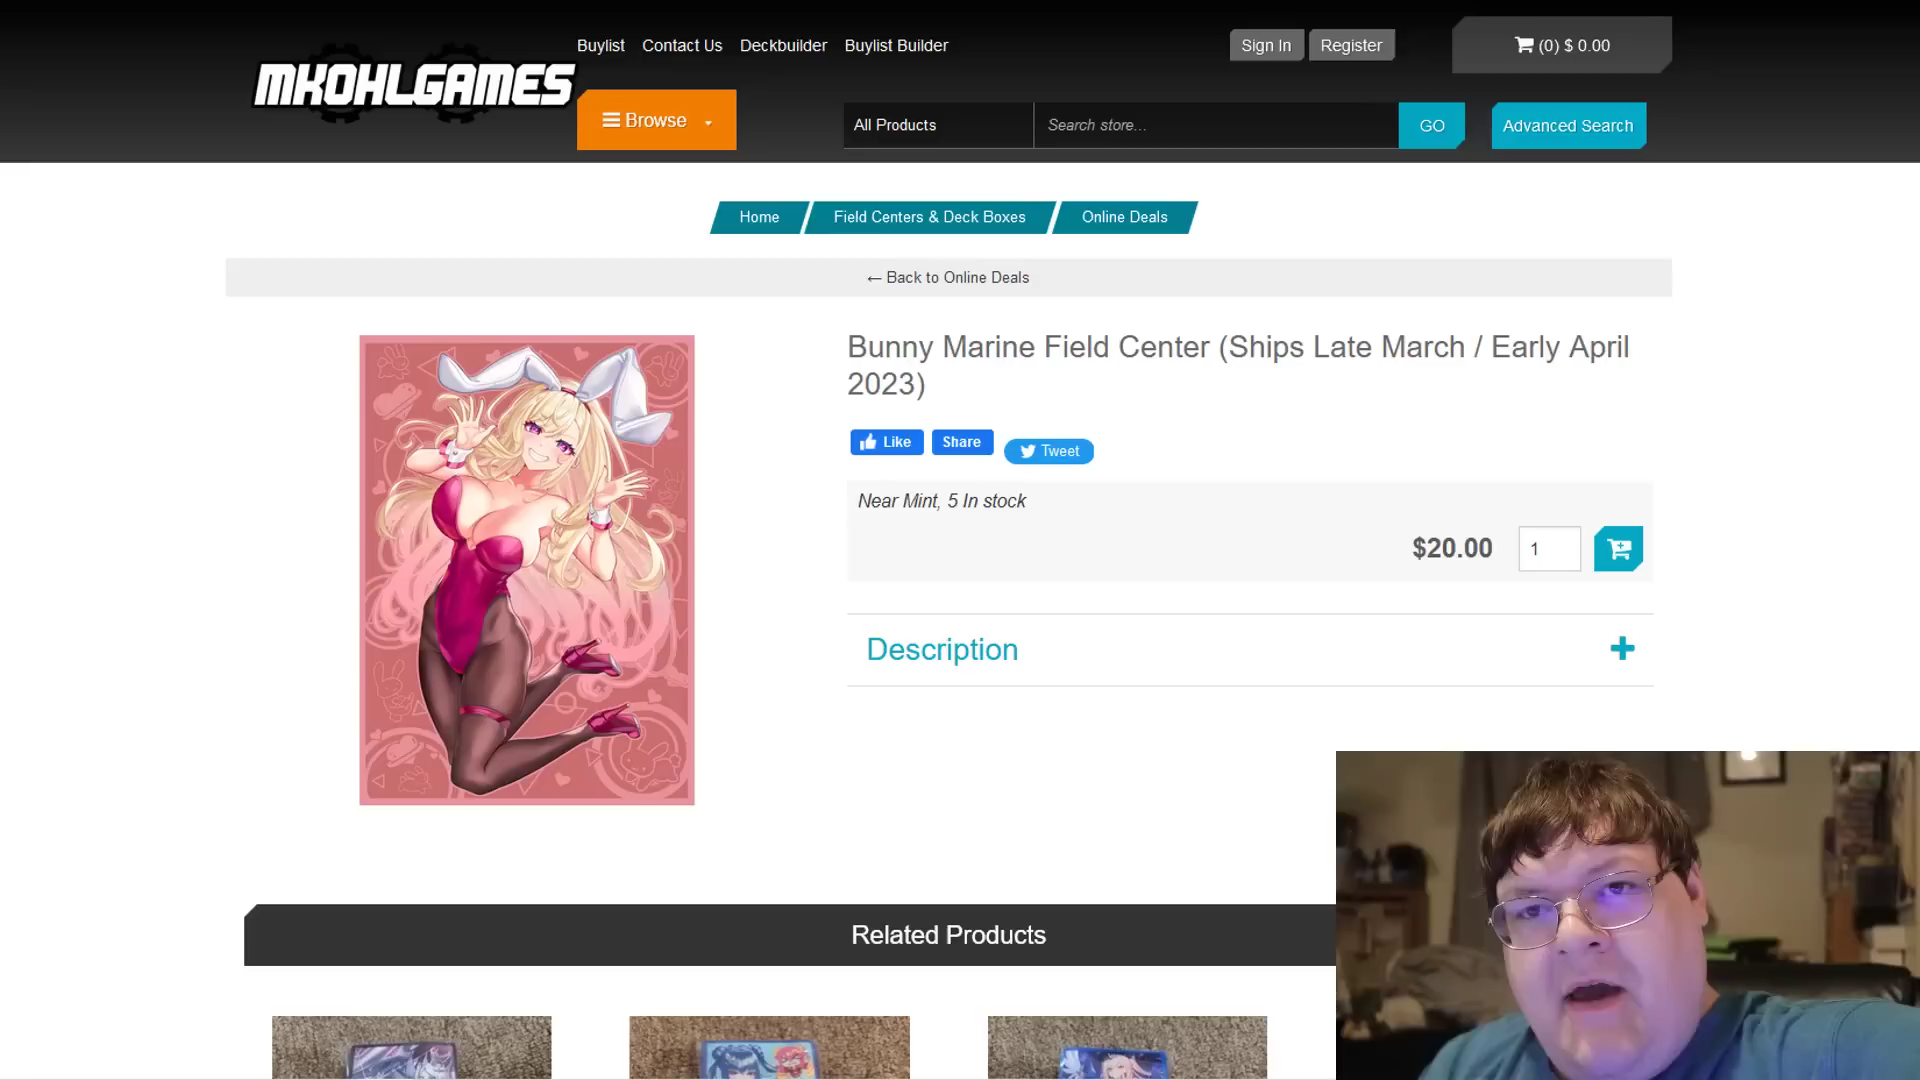 Buylist Contact Us Deckbuilder Buylist Builder
Sign In Register
(0) $ 0.00
MKOHLGAMES
Browse
All Products
Search store...
GO
Advanced Search
Home
Field Centers & Deck Boxes
Online Deals
← Back to Online Deals
Bunny Marine Field Center (Ships Late March / Early April
2023)
Like
Share
Tweet
Near Mint, 5 In stock
$20.00
1
Description
Related Products